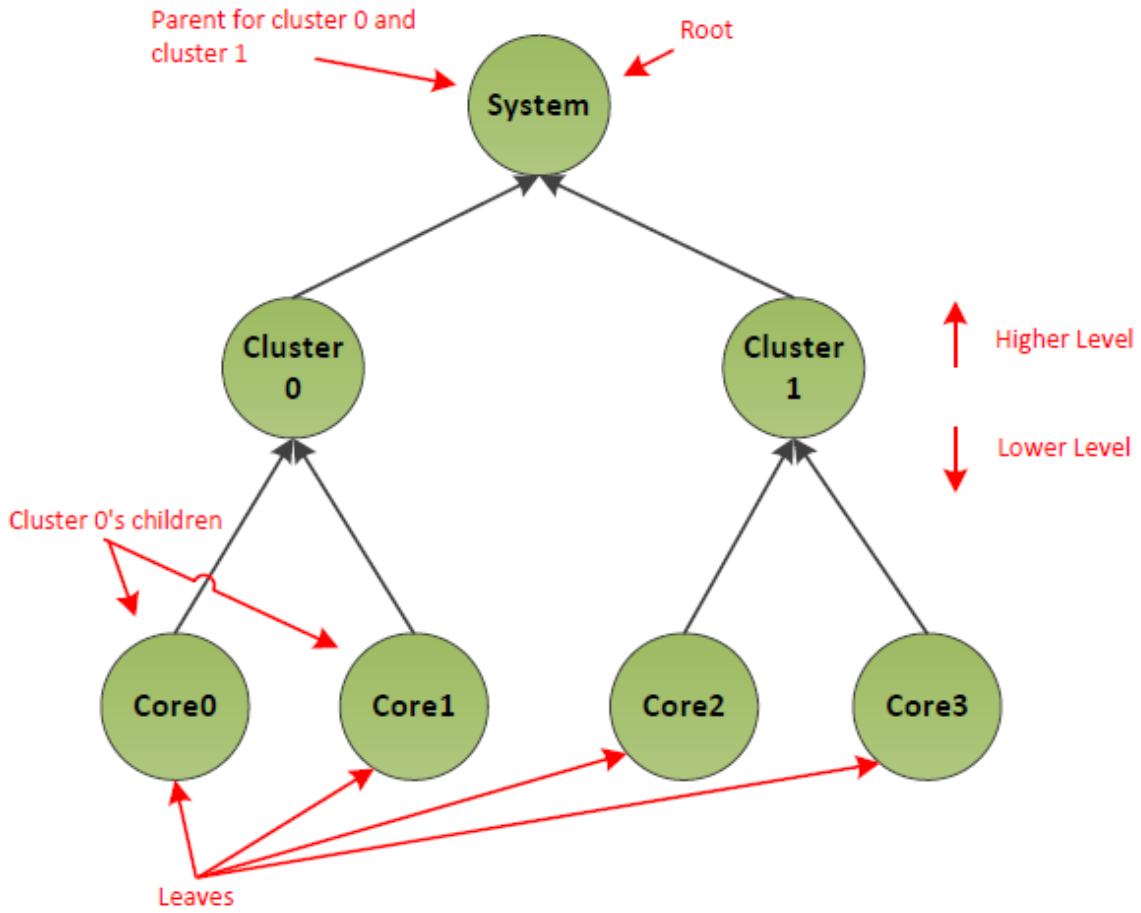 Parent for cluster 0 and
cluster 1
Root
System
Cluster
0
Cluster
1
Higher Level
Lower Level
Cluster 0's children
Core0
Core1
Core2
Core3
Leaves